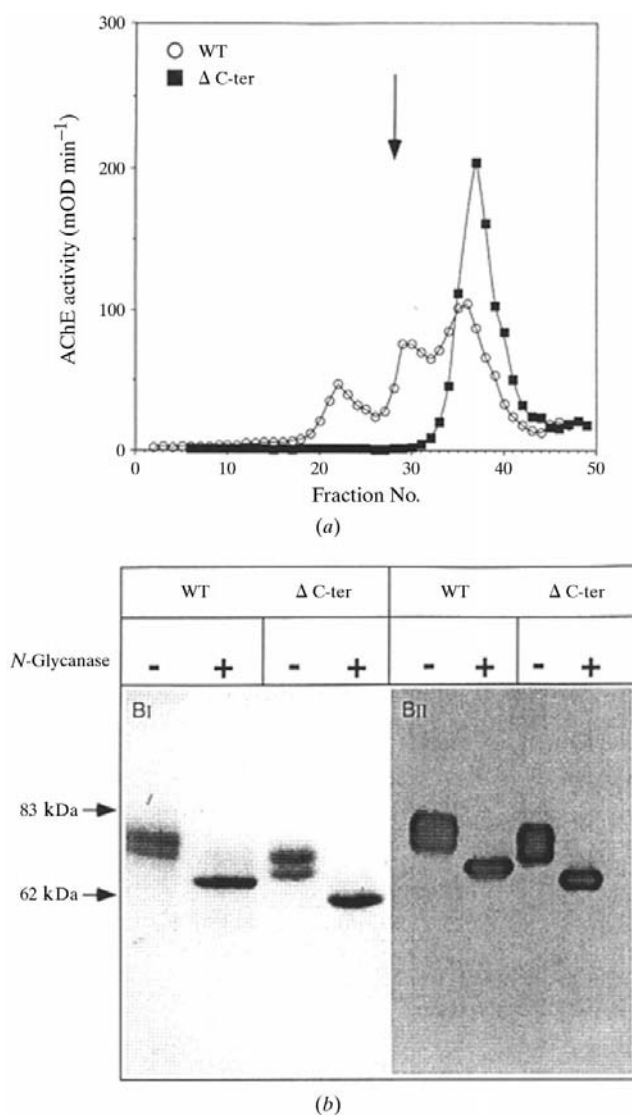 300
WT
Δ C-ter
200
100
0
AChE activity (mOD min⁻¹)
0 10 20 30 40 50
Fraction No.
(a)
WT Δ C-ter WT Δ C-ter
N-Glycanase - + - + - + - +
BI BII
83 kDa
62 kDa
(b)